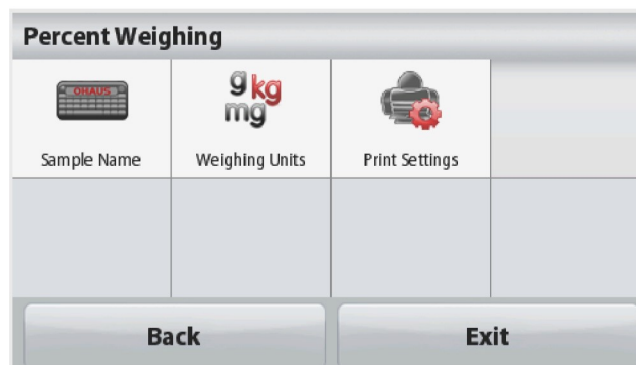 Percent Weighing
OHAUS
g kg
mg
Sample Name
Weighing Units
Print Settings
Back
Exit